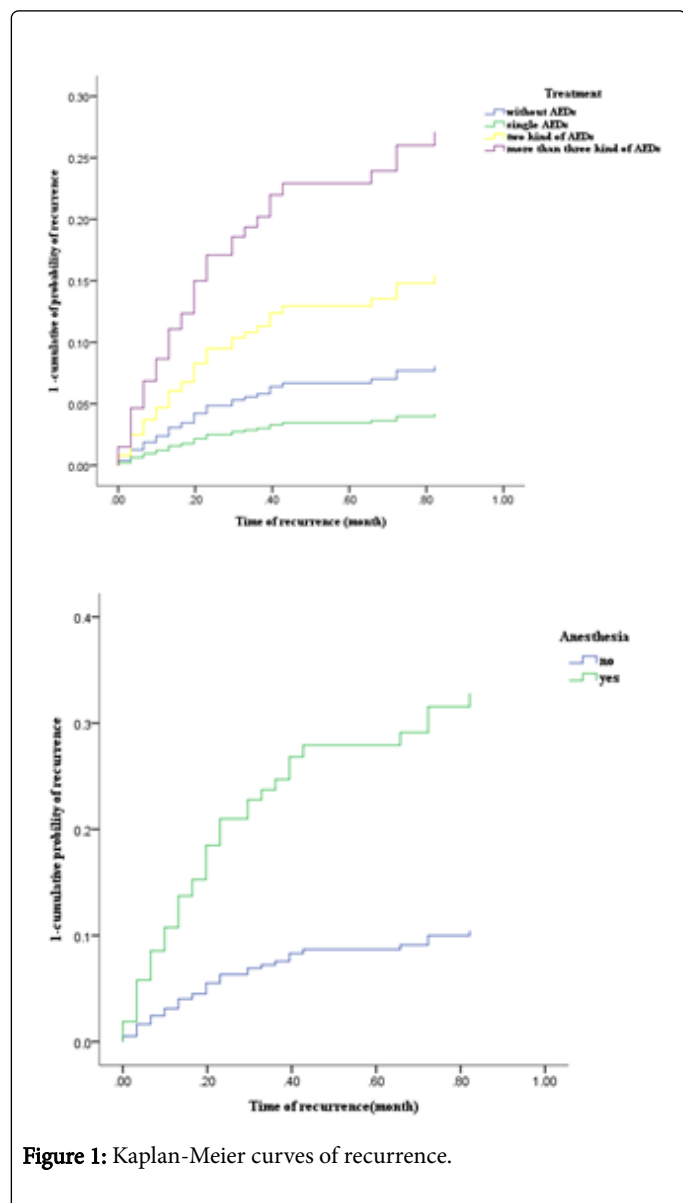 Treatment
without AEDs
single AEDs
two kind of AEDs
more than three kind of AEDs
1 -cumulative of probability of recurrence
0.30
0.25
0.20
0.15
0.10
0.05
0.00
.00 .20 .40 .60 .80 1.00
Time of recurrence (month)
Anesthesia
no
yes
1-cumulative probility of recurrence
0.4
0.3
0.2
0.1
0.0
.00 .20 .40 .60 .80 1.00
Time of recurrence(month)
Figure 1: Kaplan-Meier curves of recurrence.